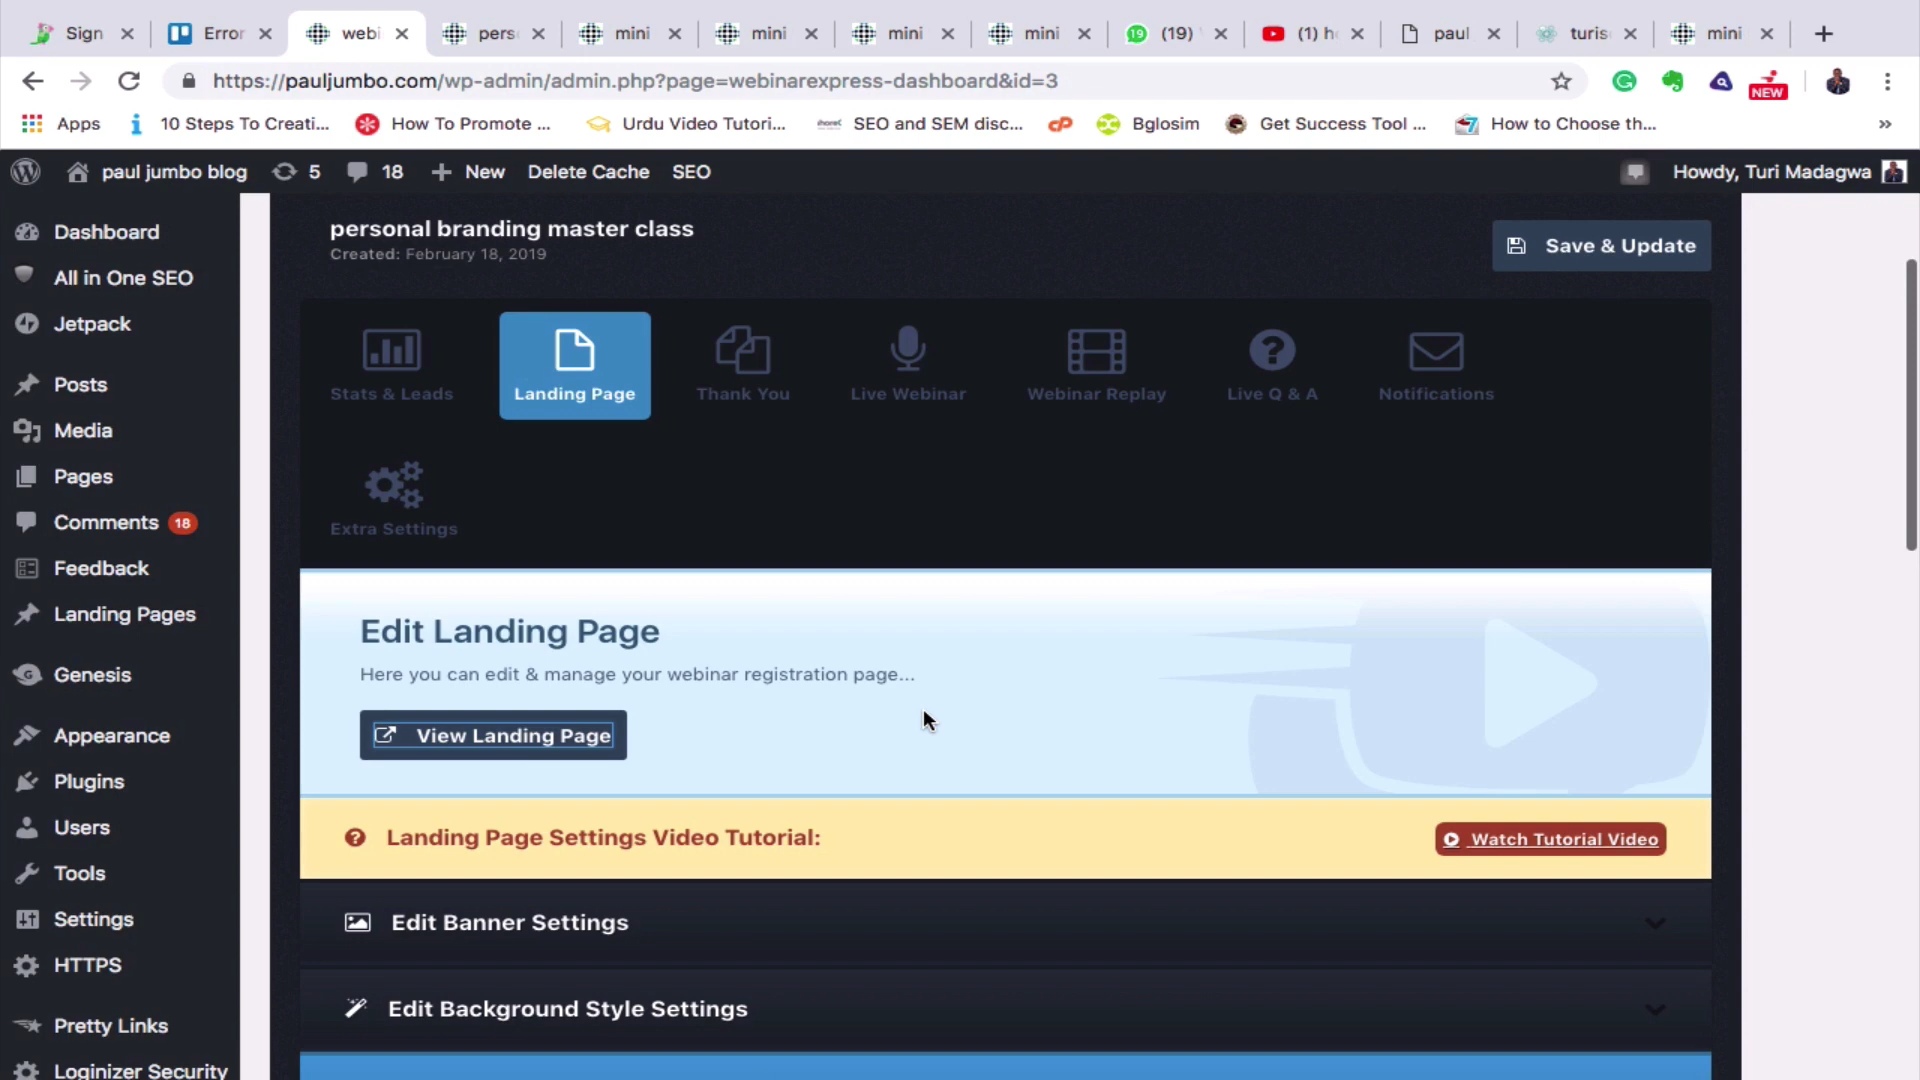 Sign
Error
webi
pers
mini
mini
mini
mini
19 (19)
(1) h
paul
turis
mini
https://pauljumbo.com/wp-admin/admin.php?page=webinarexpress-dashboard&id=3
NEW
Apps
10 Steps To Creati...
How To Promote ...
Urdu Video Tutori...
SEO and SEM disc...
cP
Bglosim
Get Success Tool ...
How to Choose th...
»
paul jumbo blog
5
18
New
Delete Cache
SEO
Howdy, Turi Madagwa
Dashboard
All in One SEO
Jetpack
Posts
Media
Pages
Comments 18
Feedback
Landing Pages
Genesis
Appearance
Plugins
Users
Tools
Settings
HTTPS
Pretty Links
Loginizer Security
personal branding master class
Created: February 18, 2019
Save & Update
Stats & Leads
Landing Page
Thank You
Live Webinar
Webinar Replay
Live Q & A
Notifications
Extra Settings
Edit Landing Page
Here you can edit & manage your webinar registration page...
View Landing Page
Landing Page Settings Video Tutorial:
Watch Tutorial Video
Edit Banner Settings
Edit Background Style Settings